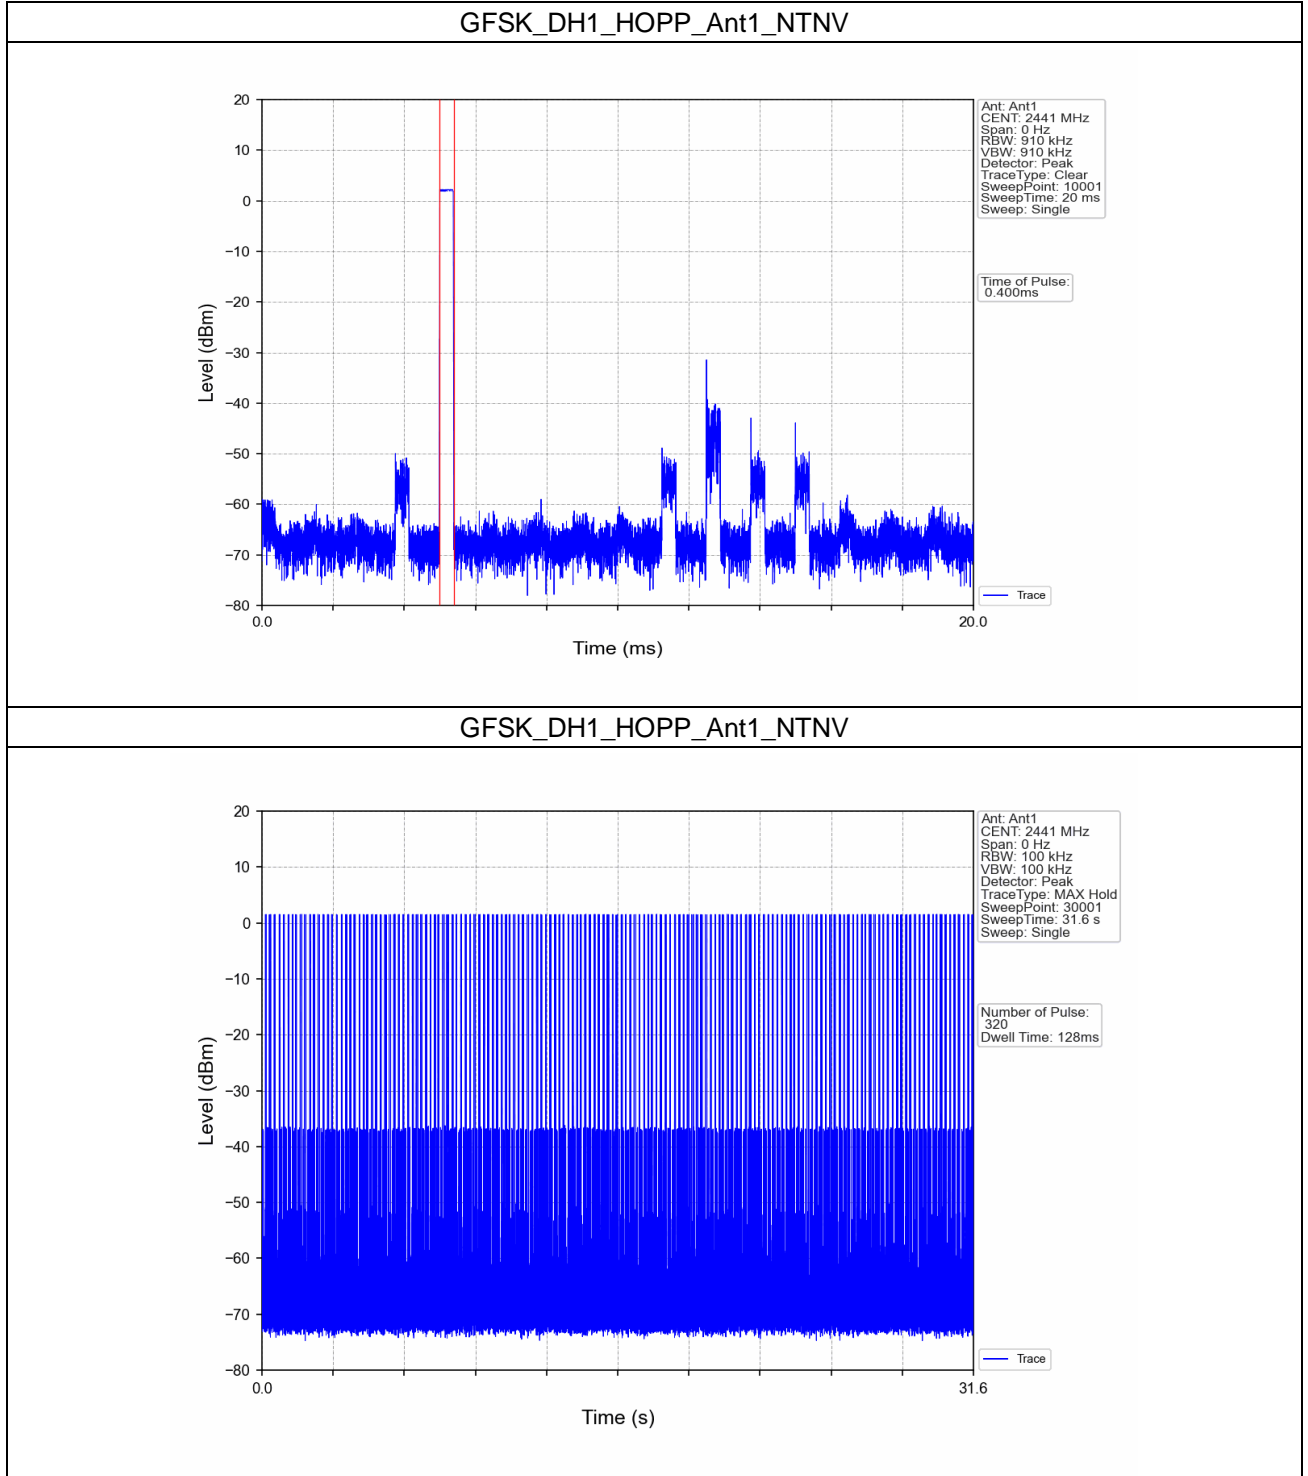 GFSK_DH1_HOPP_Ant1_NTNV
20
10
0
−10
−20
−30
−40
−50
−60
−70
−80
Level (dBm)
0.0
20.0
Time (ms)
Ant: Ant1
CENT: 2441 MHz
Span: 0 Hz
RBW: 910 kHz
VBW: 910 kHz
Detector: Peak
TraceType: Clear
SweepPoint: 10001
SweepTime: 20 ms
Sweep: Single
Time of Pulse:
0.400ms
Trace
GFSK_DH1_HOPP_Ant1_NTNV
20
10
0
−10
−20
−30
−40
−50
−60
−70
−80
Level (dBm)
0.0
31.6
Time (s)
Ant: Ant1
CENT: 2441 MHz
Span: 0 Hz
RBW: 100 kHz
VBW: 100 kHz
Detector: Peak
TraceType: MAX Hold
SweepPoint: 30001
SweepTime: 31.6 s
Sweep: Single
Number of Pulse:
320
Dwell Time: 128ms
Trace